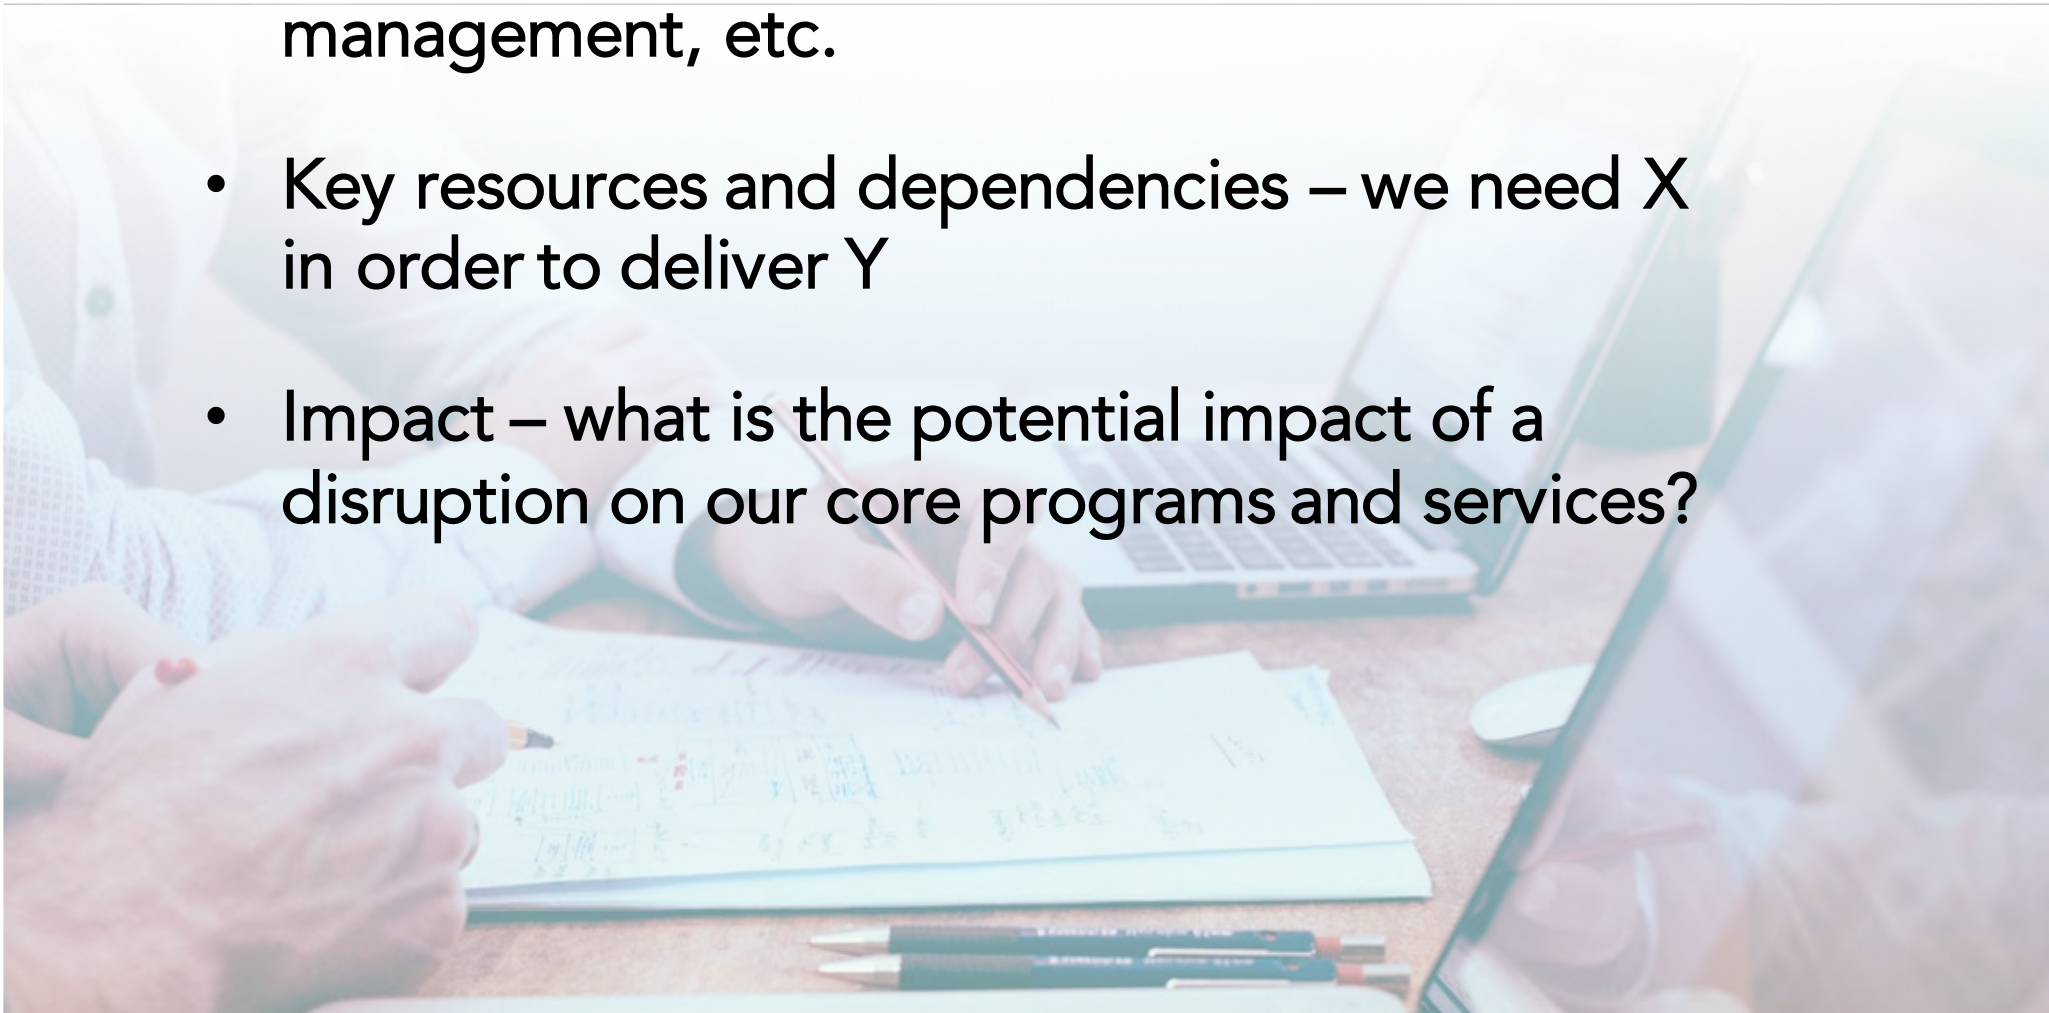 management, etc.
• Key resources and dependencies – we need X
in order to deliver Y
• Impact – what is the potential impact of a
disruption on our core programs and services?